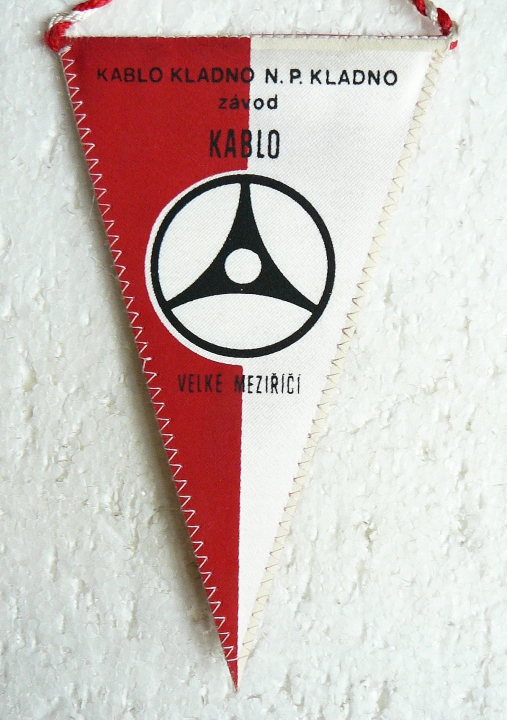 KABLO KLADNO N. P. KLADNO
závod
KABLO
VELKÉ MEZIŘÍČÍ